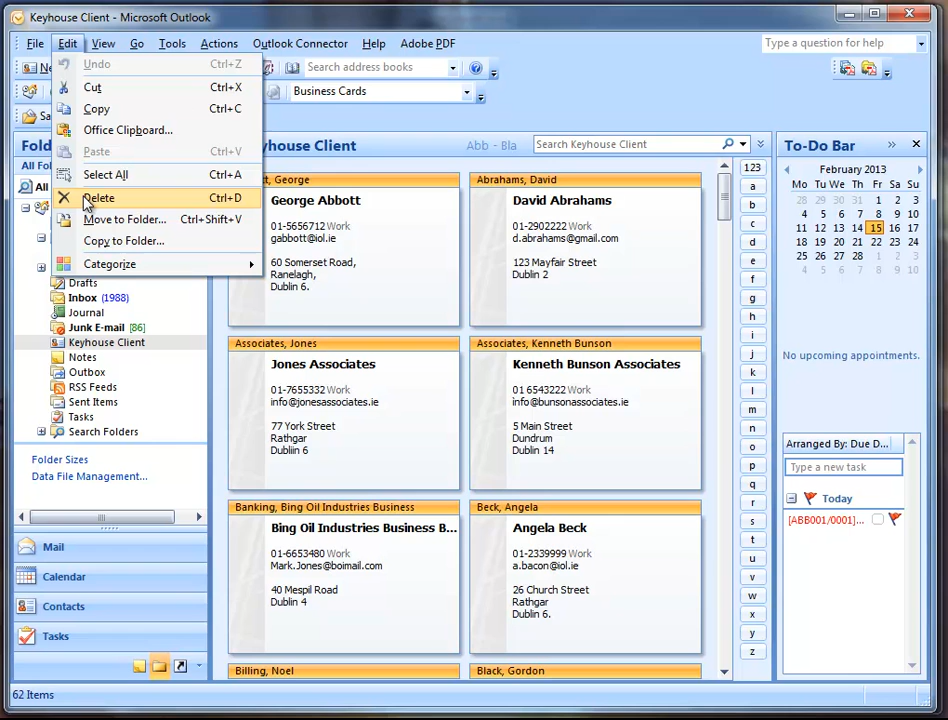 Keyhouse Client - Microsoft Outlook
File Edit View Go Tools Actions Outlook Connector Help Adobe PDF
Type a question for help
Search address books
Business Cards
Undo Ctrl+Z
Cut Ctrl+X
Copy Ctrl+C
Office Clipboard...
Paste Ctrl+V
Select All Ctrl+A
Delete Ctrl+D
Move to Folder... Ctrl+Shift+V
Copy to Folder...
Categorize
All
Drafts
Inbox (1988)
Journal
Junk E-mail [86]
Keyhouse Client
Notes
Outbox
RSS Feeds
Sent Items
Tasks
Search Folders
Folder Sizes
Data File Management...
Mail
Calendar
Contacts
Tasks
62 Items
Abb - Bla
Search Keyhouse Client
George
George Abbott
01-5656712 Work
gabbott@iol.ie
60 Somerset Road,
Ranelagh,
Dublin 6.
Abrahams, David
David Abrahams
01-2902222 Work
d.abrahams@gmail.com
123 Mayfair Street
Dublin 2
Associates, Jones
Jones Associates
01-7655332 Work
info@jonesassociates.ie
77 York Street
Rathgar
Dublin 6
Associates, Kenneth Bunson
Kenneth Bunson Associates
01 6543222 Work
info@bunsonassociates.ie
5 Main Street
Dundrum
Dublin 14
Banking, Bing Oil Industries Business
Bing Oil Industries Business B...
01-6653480 Work
Mark.Jones@boimail.com
40 Mespil Road
Dublin 4
Beck, Angela
Angela Beck
01-2339999 Work
a.bacon@iol.ie
26 Church Street
Rathgar
Dublin 6.
Billing, Noel
Black, Gordon
123
a
b
c
d
e
f
g
h
i
j
k
l
m
n
o
p
q
r
s
t
u
v
w
x
y
z
To-Do Bar
February 2013
Mo Tu We Th Fr Sa Su
28 29 30 31 1 2 3
4 5 6 7 8 9 10
11 12 13 14 15 16 17
18 19 20 21 22 23 24
25 26 27 28 1 2 3
4 5 6 7 8 9 10
No upcoming appointments.
Arranged By: Due D...
Type a new task
Today
[ABB001/0001]...